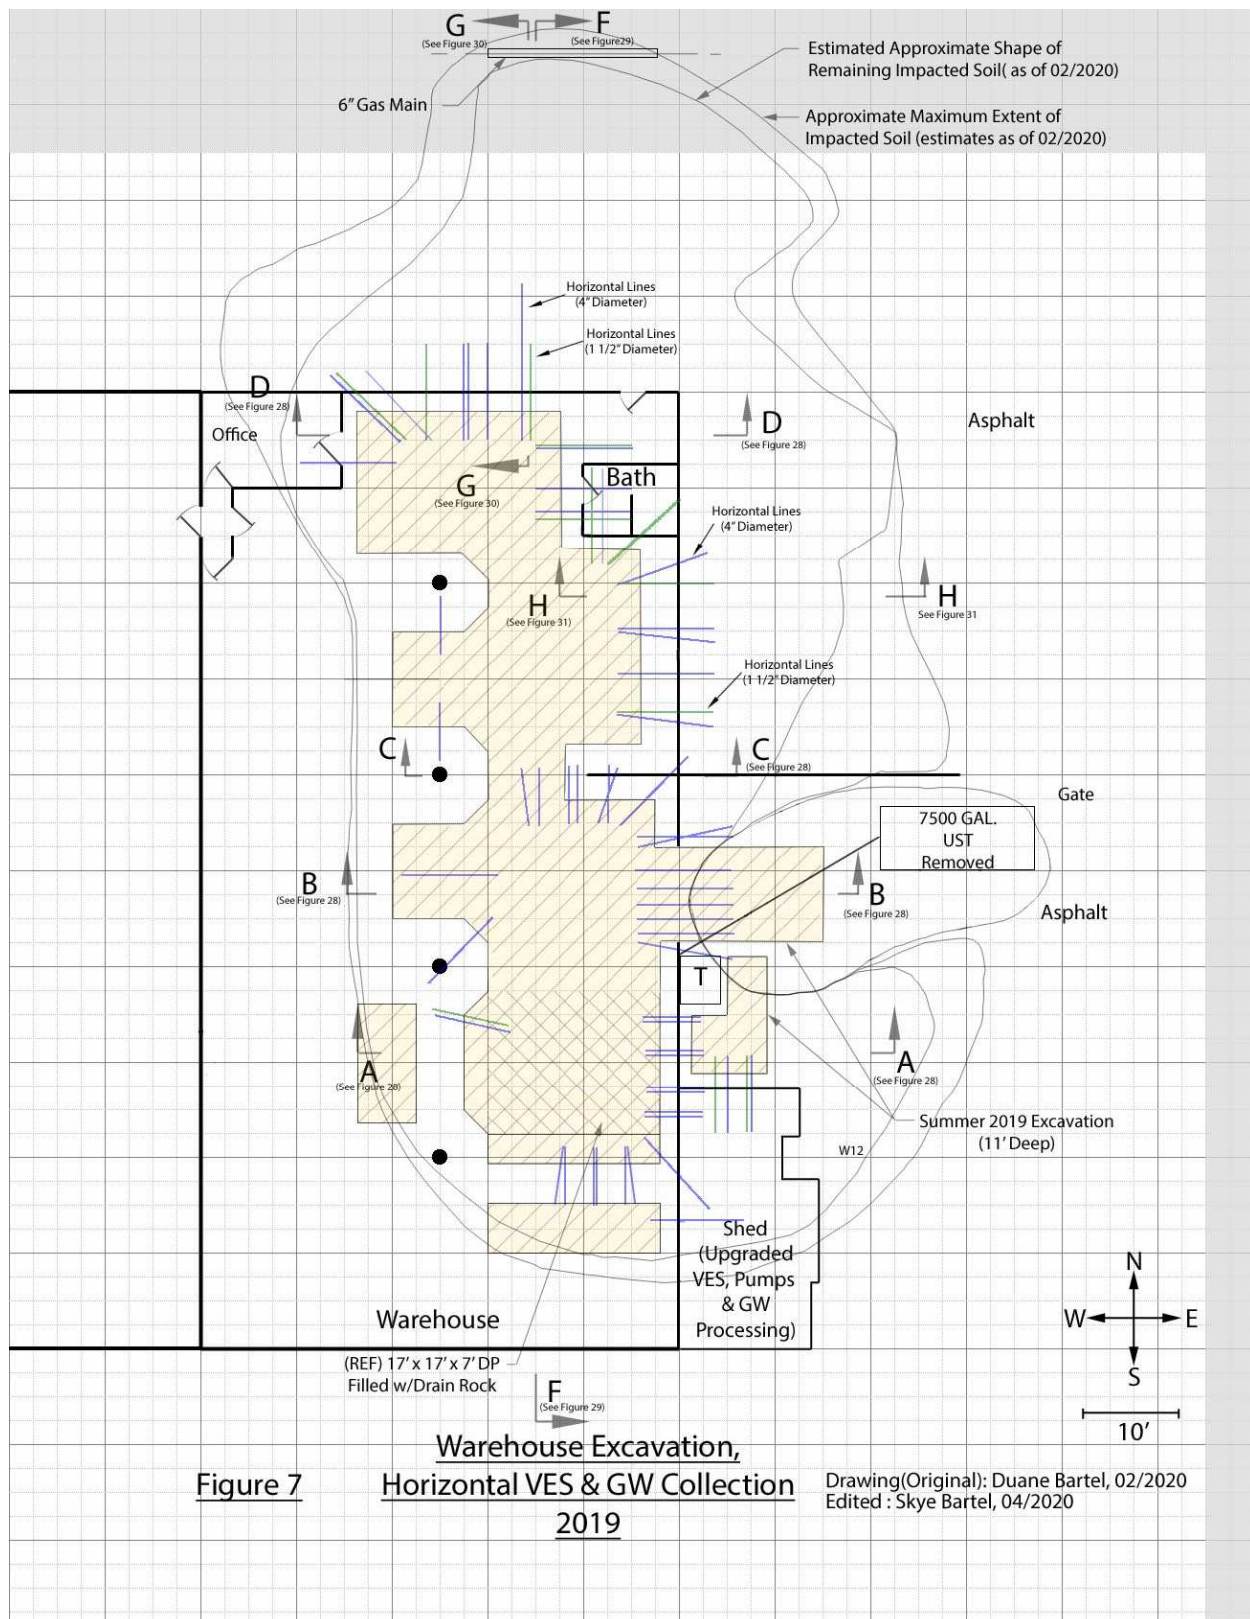 G
(See Figure 30)
F
(See Figure29)
Estimated Approximate Shape of
Remaining Impacted Soil( as of 02/2020)
6” Gas Main
Approximate Maximum Extent of
Impacted Soil (estimates as of 02/2020)
Horizontal Lines
(4” Diameter)
Horizontal Lines
(1 1/2” Diameter)
D
(See Figure 28)
Office
D
(See Figure 28)
Asphalt
G
(See Figure 30)
Bath
Horizontal Lines
(4” Diameter)
H
(See Figure 31)
H
See Figure 31
Horizontal Lines
(1 1/2” Diameter)
C
C
(See Figure 28)
Gate
7500 GAL.
UST
Removed
B
(See Figure 28)
B
(See Figure 28)
Asphalt
T
A
(See Figure 28)
A
(See Figure 28)
Summer 2019 Excavation
(11’ Deep)
W12
Shed
(Upgraded
VES, Pumps
& GW
Processing)
Warehouse
N
W
E
S
(REF) 17’ x 17’ x 7’ DP
Filled w/Drain Rock
F
(See Figure 29)
10’
Warehouse Excavation,
Figure 7
Horizontal VES & GW Collection
2019
Drawing(Original): Duane Bartel, 02/2020
Edited : Skye Bartel, 04/2020